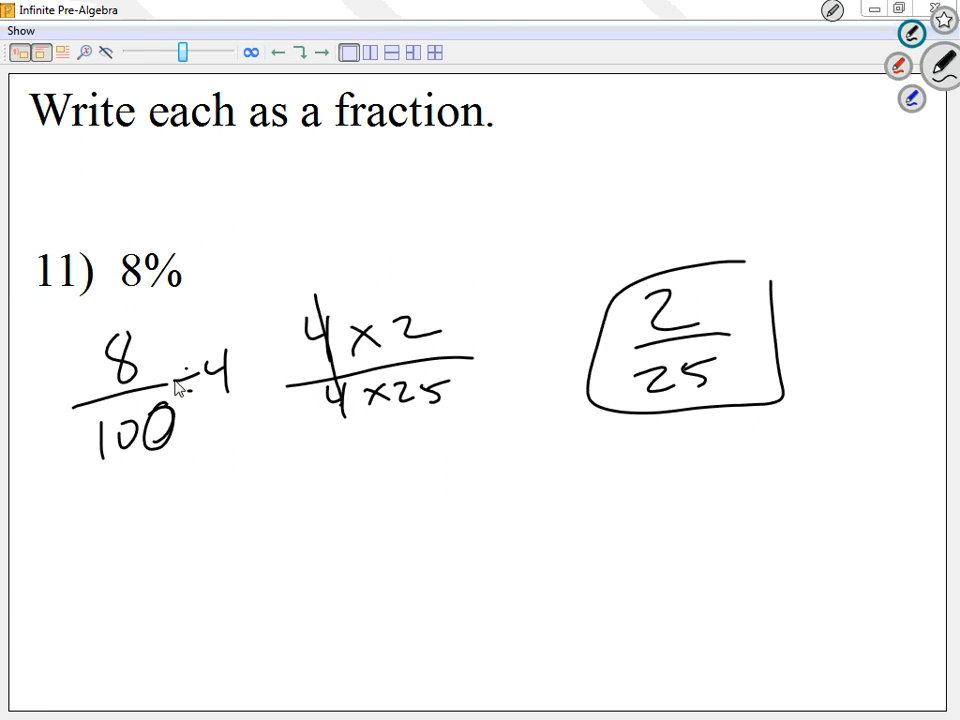 Infinite Pre-Algebra
Show
Write each as a fraction.
11) 8%
8
100
÷4
4 × 2
4 × 25
2
25